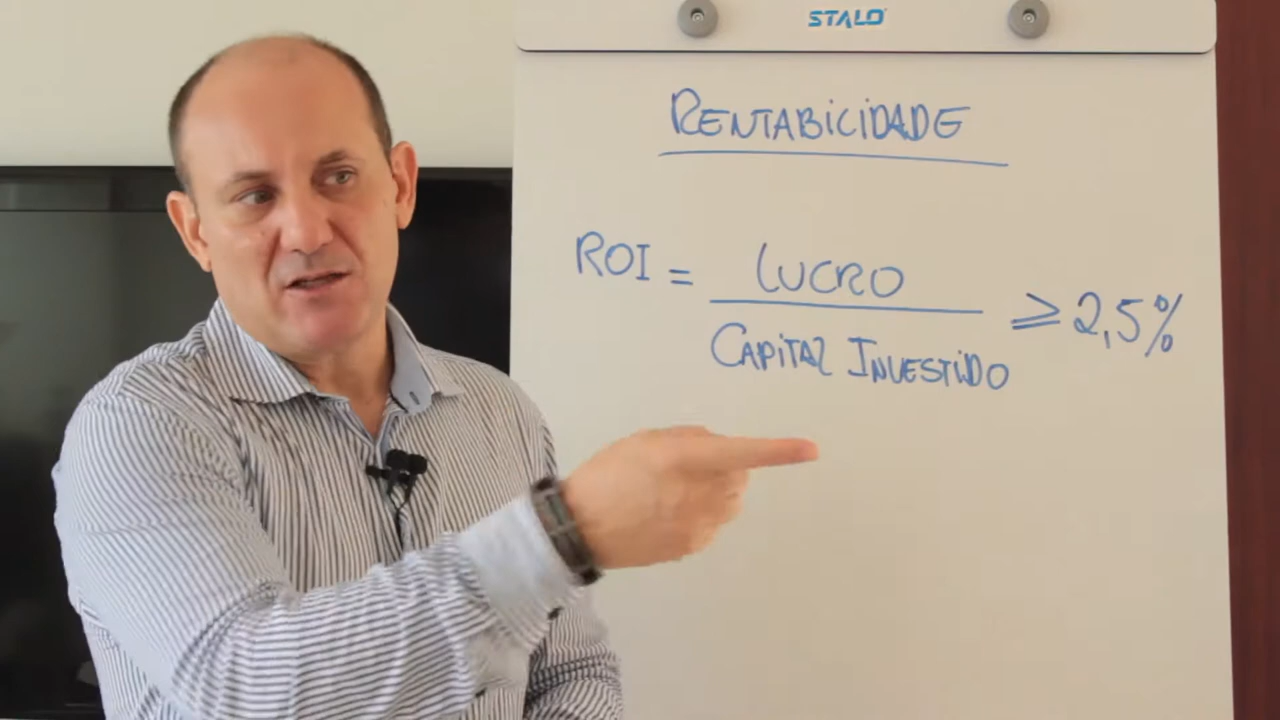 STALO
RENTABILIDADE
ROI = LUCRO
CAPITAL INVESTIDO
≥ 2,5%